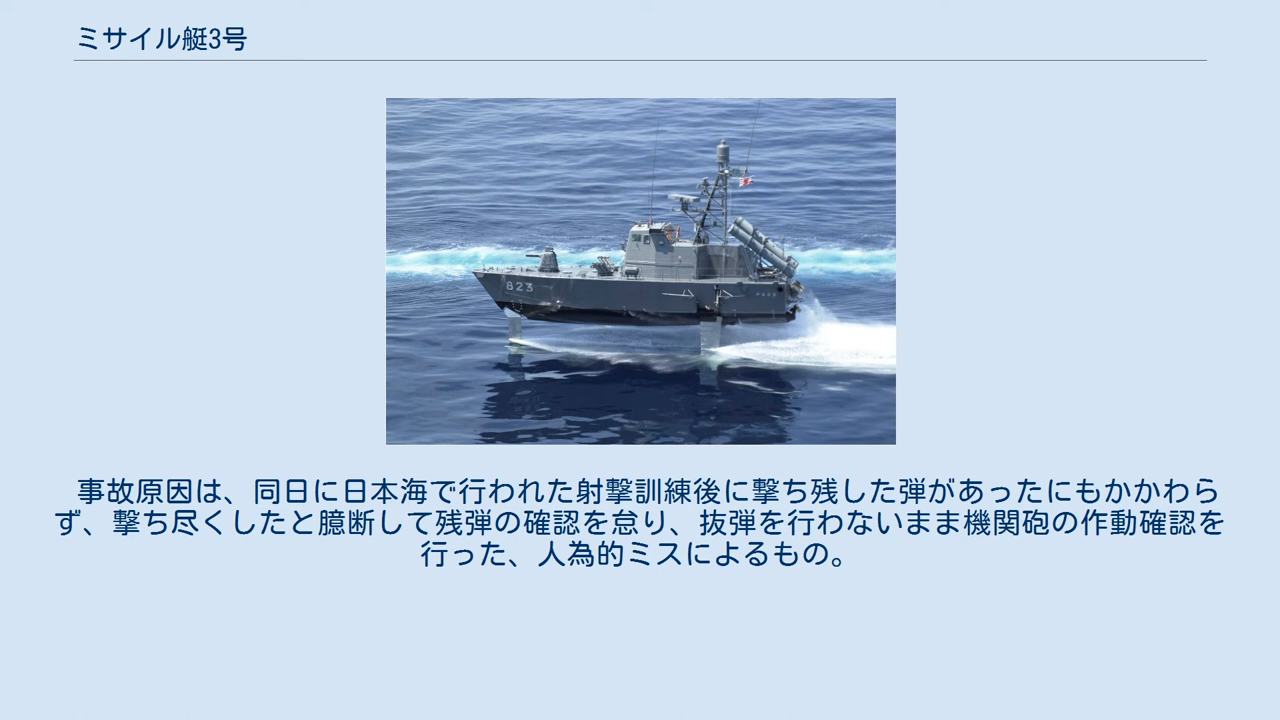 ミサイル艇3号
823
事故原因は、同日に日本海で行われた射撃訓練後に撃ち残した弾があったにもかかわら
ず、撃ち尽くしたと臆断して残弾の確認を怠り、抜弾を行わないまま機関砲の作動確認を
行った、人為的ミスによるもの。